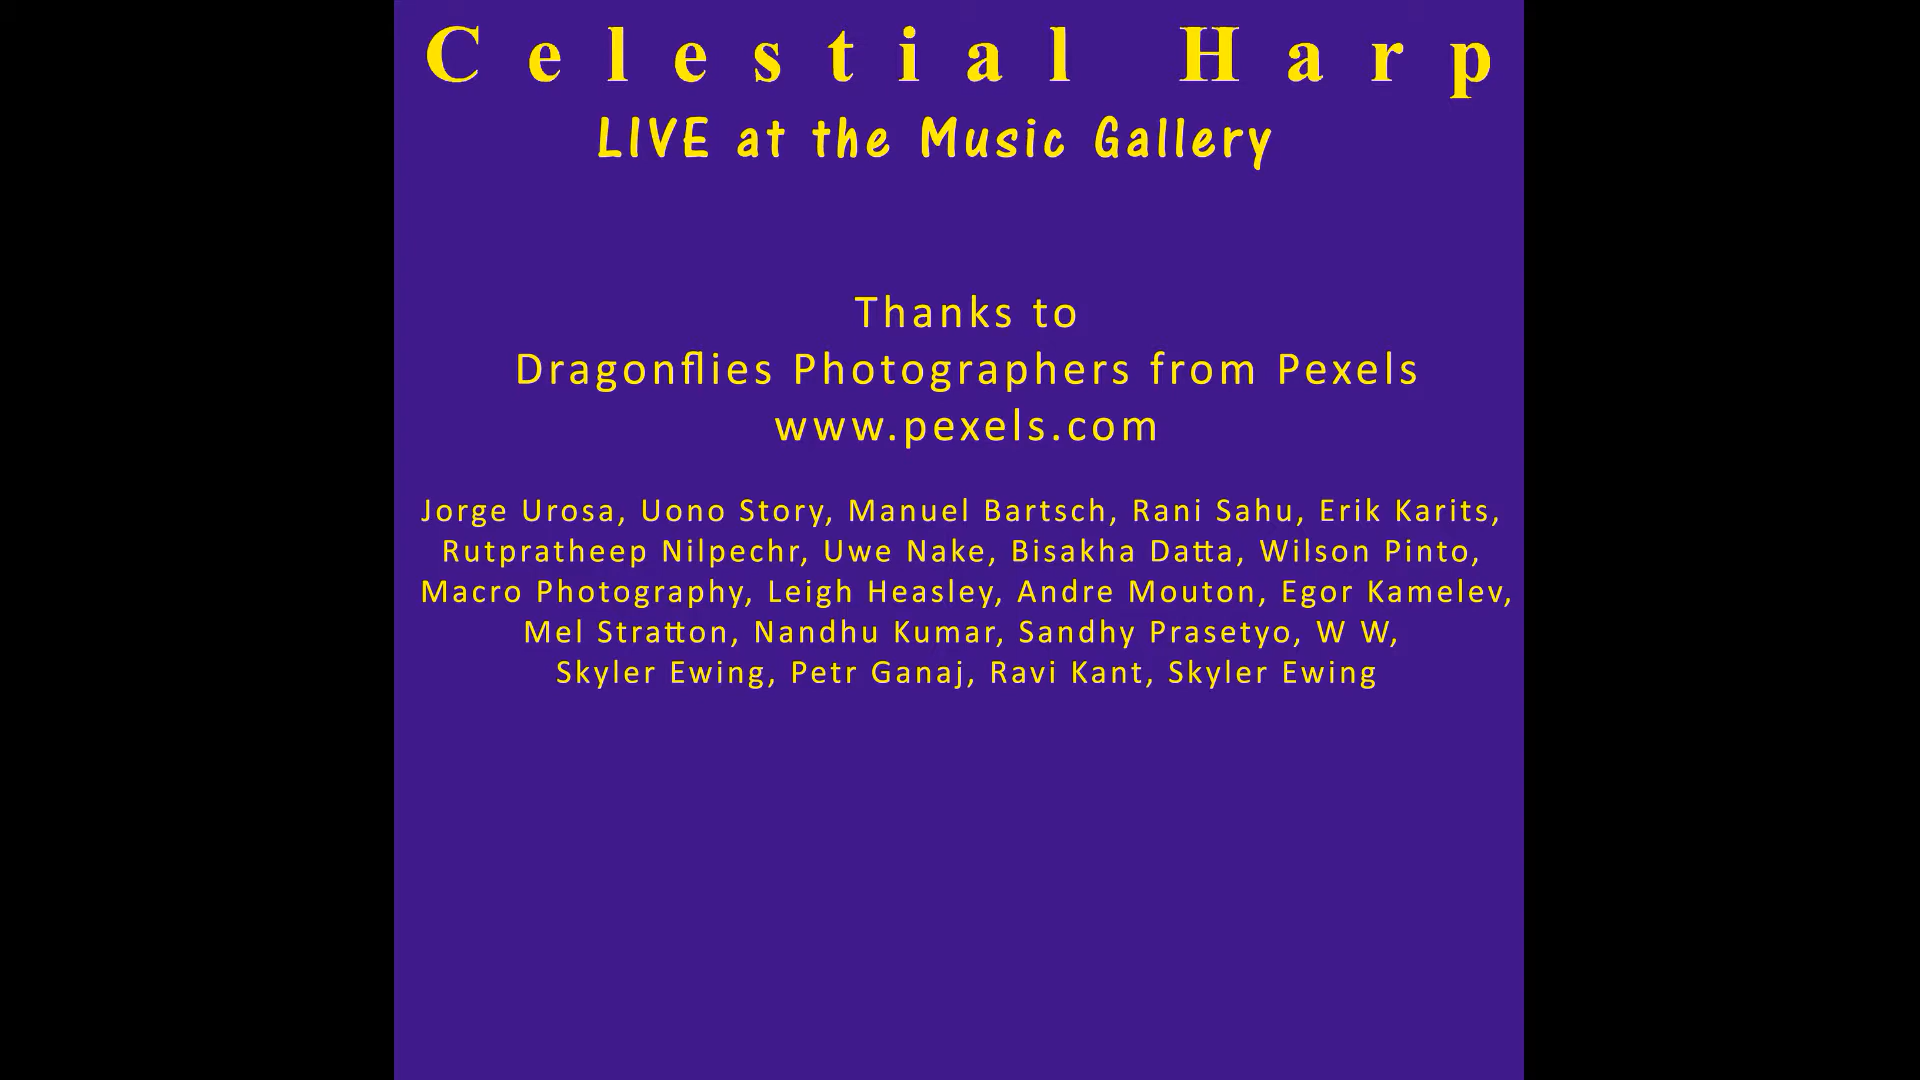 Celestial Harp
LIVE at the Music Gallery
Thanks to
Dragonflies Photographers from Pexels
www.pexels.com
Jorge Urosa, Uono Story, Manuel Bartsch, Rani Sahu, Erik Karits,
Rutpratheep Nilpechr, Uwe Nake, Bisakha Datta, Wilson Pinto,
Macro Photography, Leigh Heasley, Andre Mouton, Egor Kamelev,
Mel Stratton, Nandhu Kumar, Sandhy Prasetyo, W W,
Skyler Ewing, Petr Ganaj, Ravi Kant, Skyler Ewing